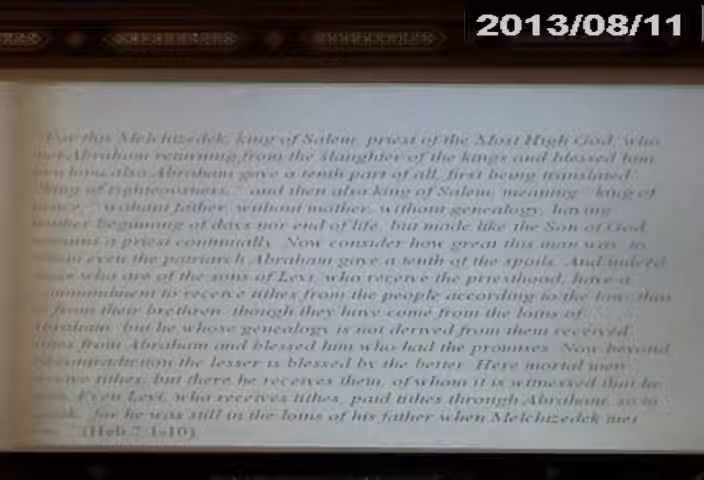 2013/08/11
For this Melchizedek, king of Salem, priest of the Most High God, who
met Abraham returning from the slaughter of the kings and blessed him,
to whom also Abraham gave a tenth part of all, first being translated
"king of righteousness," and then also king of Salem, meaning "king of
peace," without father, without mother, without genealogy, having
neither beginning of days nor end of life, but made like the Son of God,
remains a priest continually. Now consider how great this man was, to
whom even the patriarch Abraham gave a tenth of the spoils. And indeed
those who are of the sons of Levi, who receive the priesthood, have a
commandment to receive tithes from the people according to the law, that
is, from their brethren, though they have come from the loins of
Abraham; but he whose genealogy is not derived from them received
tithes from Abraham and blessed him who had the promises. Now beyond
all contradiction the lesser is blessed by the better. Here mortal men
receive tithes, but there he receives them, of whom it is witnessed that he
Even Levi, who receives tithes, paid tithes through Abraham, so to
speak, for he was still in the loins of his father when Melchizedek met
(Heb 7:1-10)